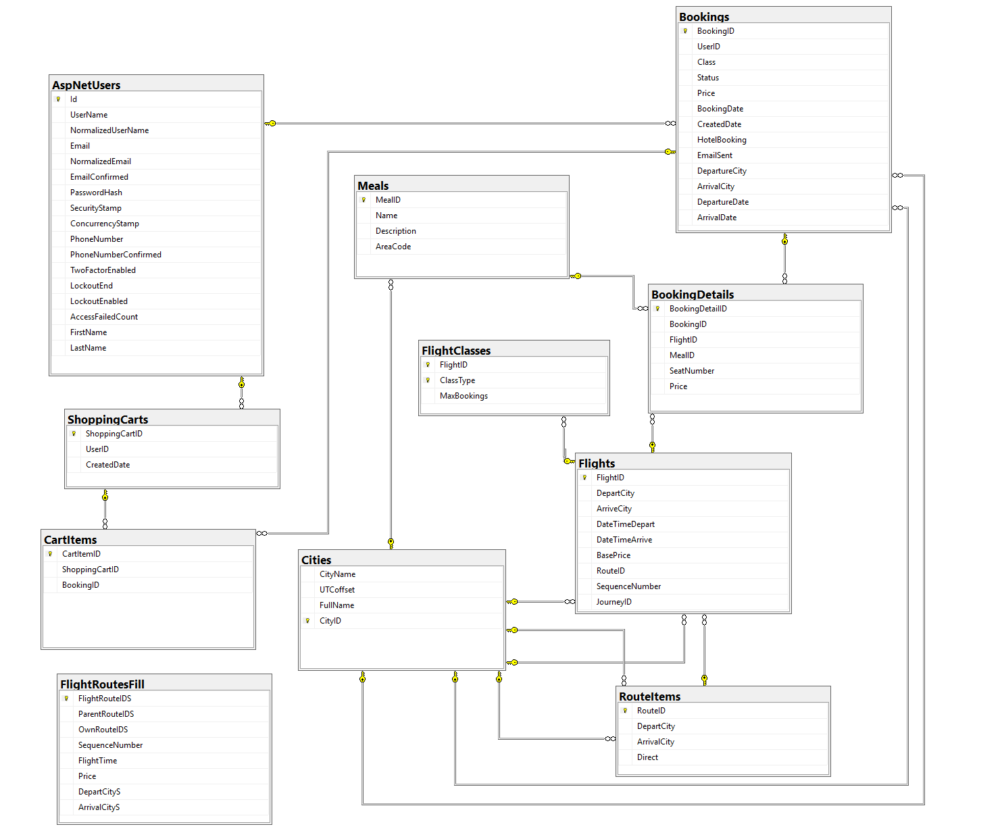 Bookings
BookingID
UserID
Class
Status
Price
BookingDate
CreatedDate
HotelBooking
EmailSent
DepartureCity
ArrivalCity
DepartureDate
ArrivalDate
AspNetUsers
Id
UserName
NormalizedUserName
Email
NormalizedEmail
EmailConfirmed
PasswordHash
SecurityStamp
ConcurrencyStamp
PhoneNumber
PhoneNumberConfirmed
TwoFactorEnabled
LockoutEnd
LockoutEnabled
AccessFailedCount
FirstName
LastName
Meals
MealID
Name
Description
AreaCode
BookingDetails
BookingDetailID
BookingID
FlightID
MealID
SeatNumber
Price
FlightClasses
FlightID
ClassType
MaxBookings
ShoppingCarts
ShoppingCartID
UserID
CreatedDate
Flights
FlightID
DepartCity
ArriveCity
DateTimeDepart
DateTimeArrive
BasePrice
RouteID
SequenceNumber
JourneyID
CartItems
CartItemID
ShoppingCartID
BookingID
Cities
CityName
UTCoffset
FullName
CityID
FlightRoutesFill
FlightRouteIDS
ParentRouteIDS
OwnRouteIDS
SequenceNumber
FlightTime
Price
DepartCityS
ArrivalCityS
RouteItems
RouteID
DepartCity
ArrivalCity
Direct